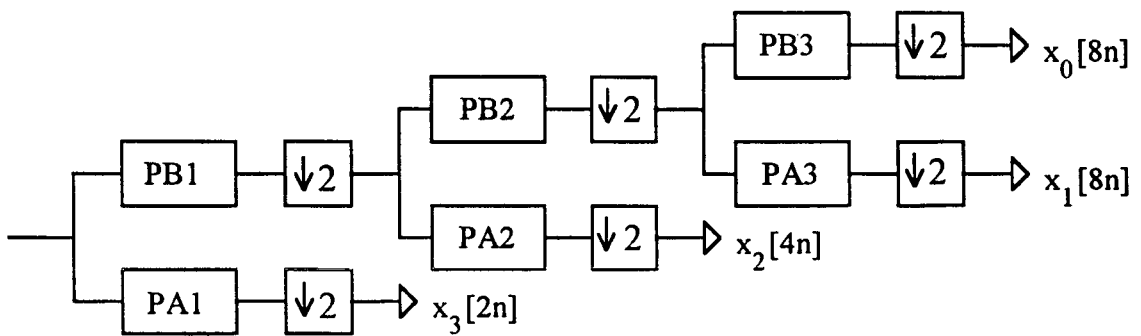 PB3 ↓2 x₀[8n]
PB2 ↓2
PB1 ↓2 PA3 ↓2 x₁[8n]
PA2 ↓2 x₂[4n]
PA1 ↓2 x₃[2n]